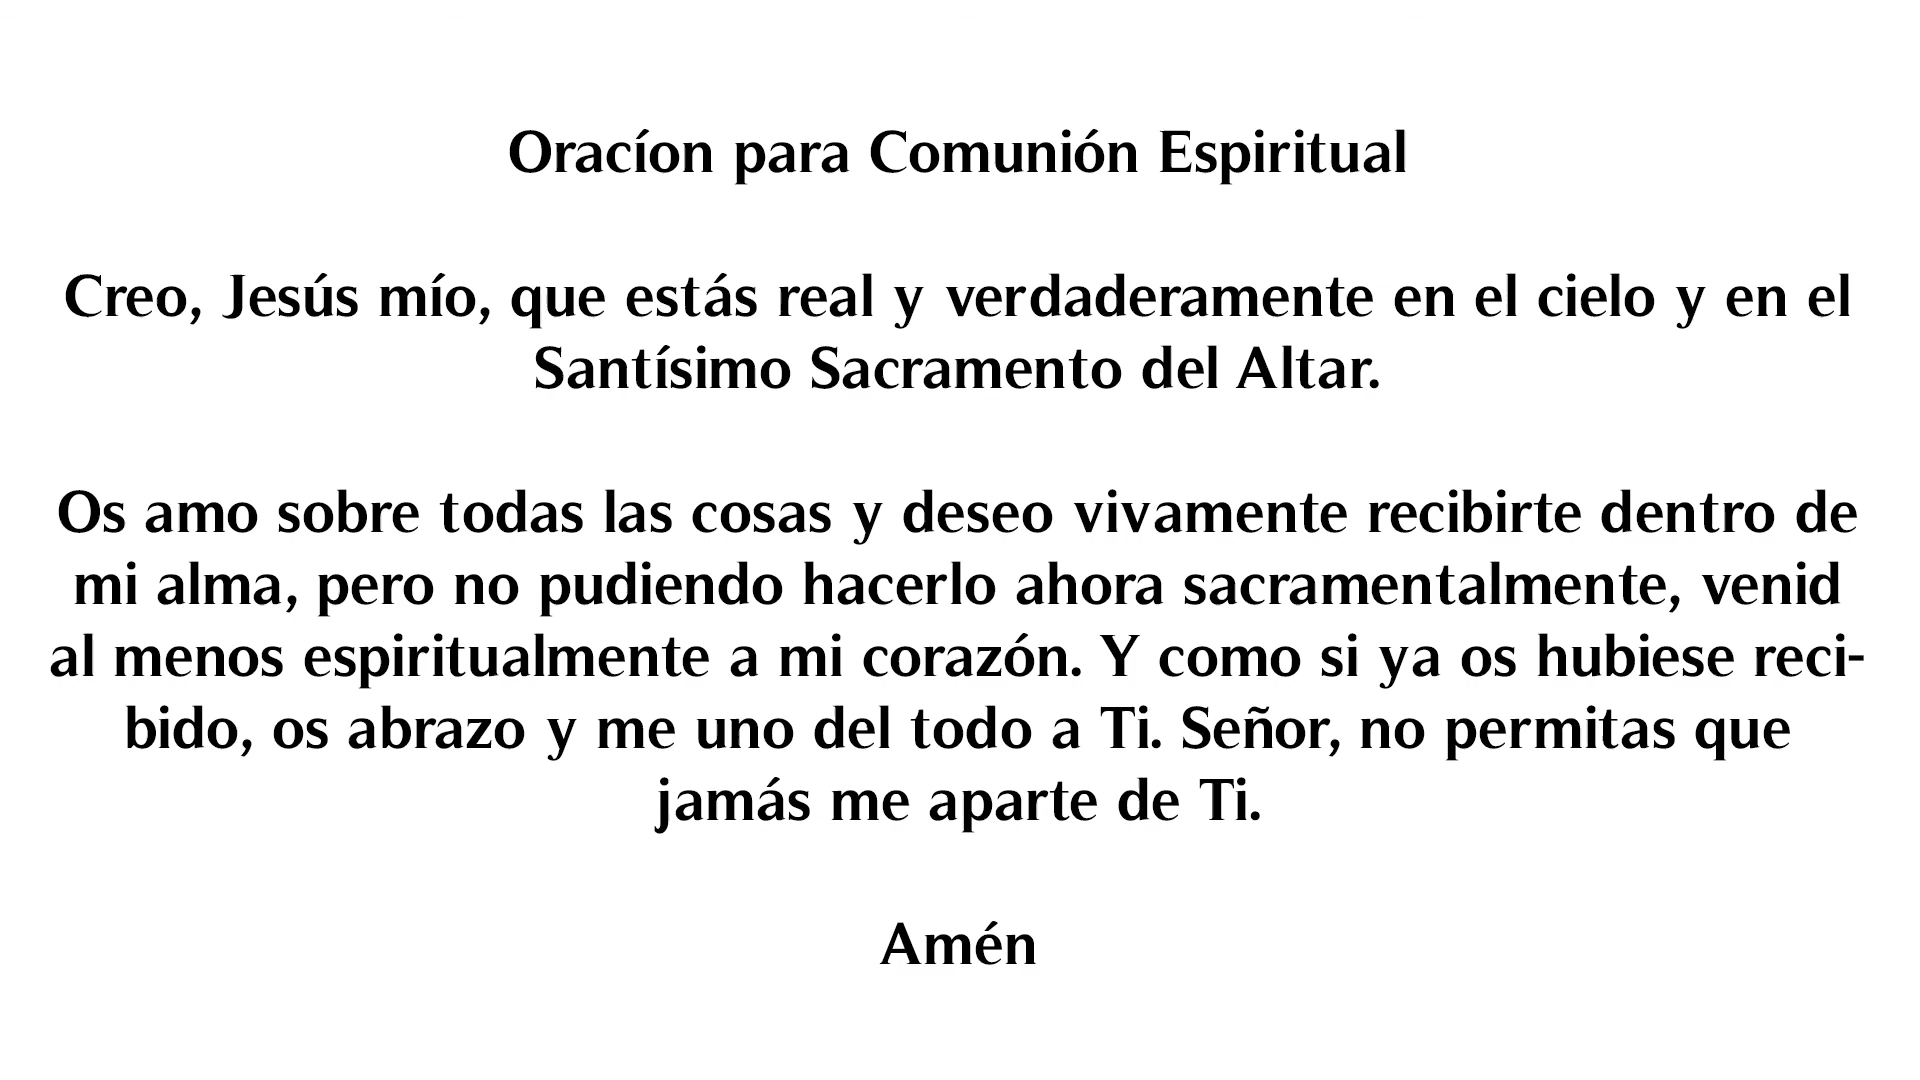 Oracíon para Comunión Espiritual
Creo, Jesús mío, que estás real y verdaderamente en el cielo y en el
Santísimo Sacramento del Altar.
Os amo sobre todas las cosas y deseo vivamente recibirte dentro de
mi alma, pero no pudiendo hacerlo ahora sacramentalmente, venid
al menos espiritualmente a mi corazón. Y como si ya os hubiese reci-
bido, os abrazo y me uno del todo a Ti. Señor, no permitas que
jamás me aparte de Ti.
Amén